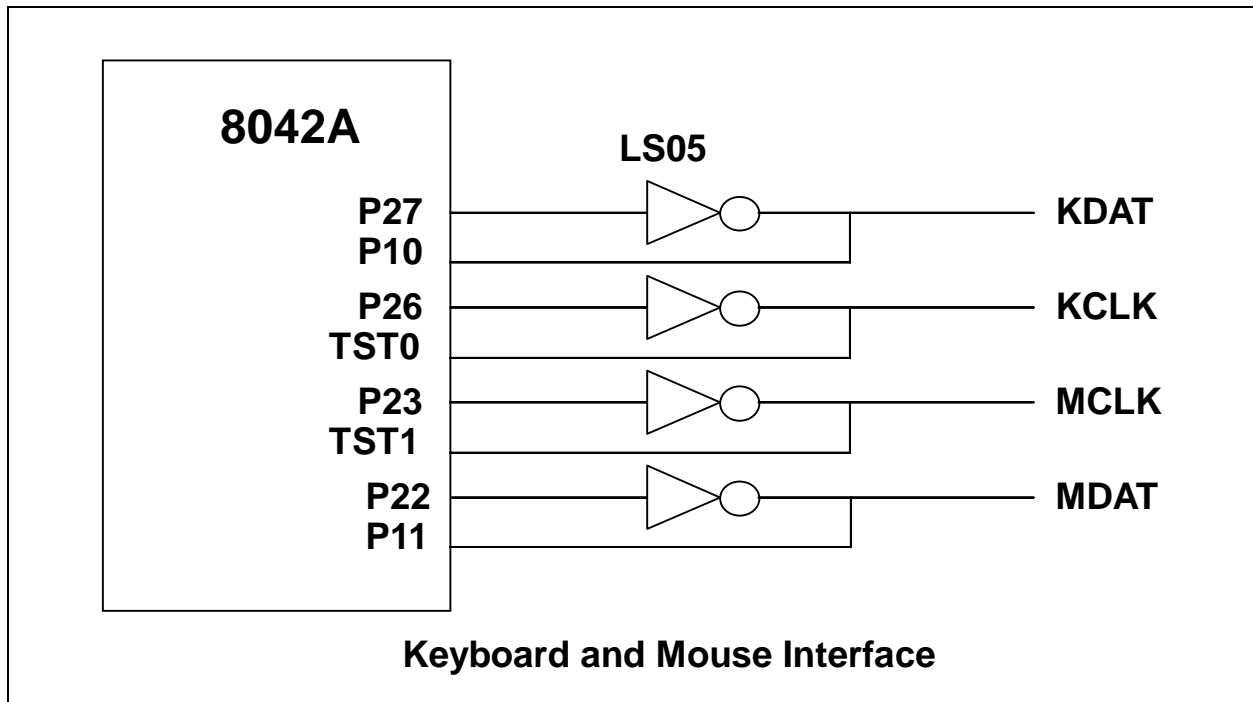 8042A
LS05
P27
KDAT
P10
P26
KCLK
TST0
P23
MCLK
TST1
P22
MDAT
P11
Keyboard and Mouse Interface